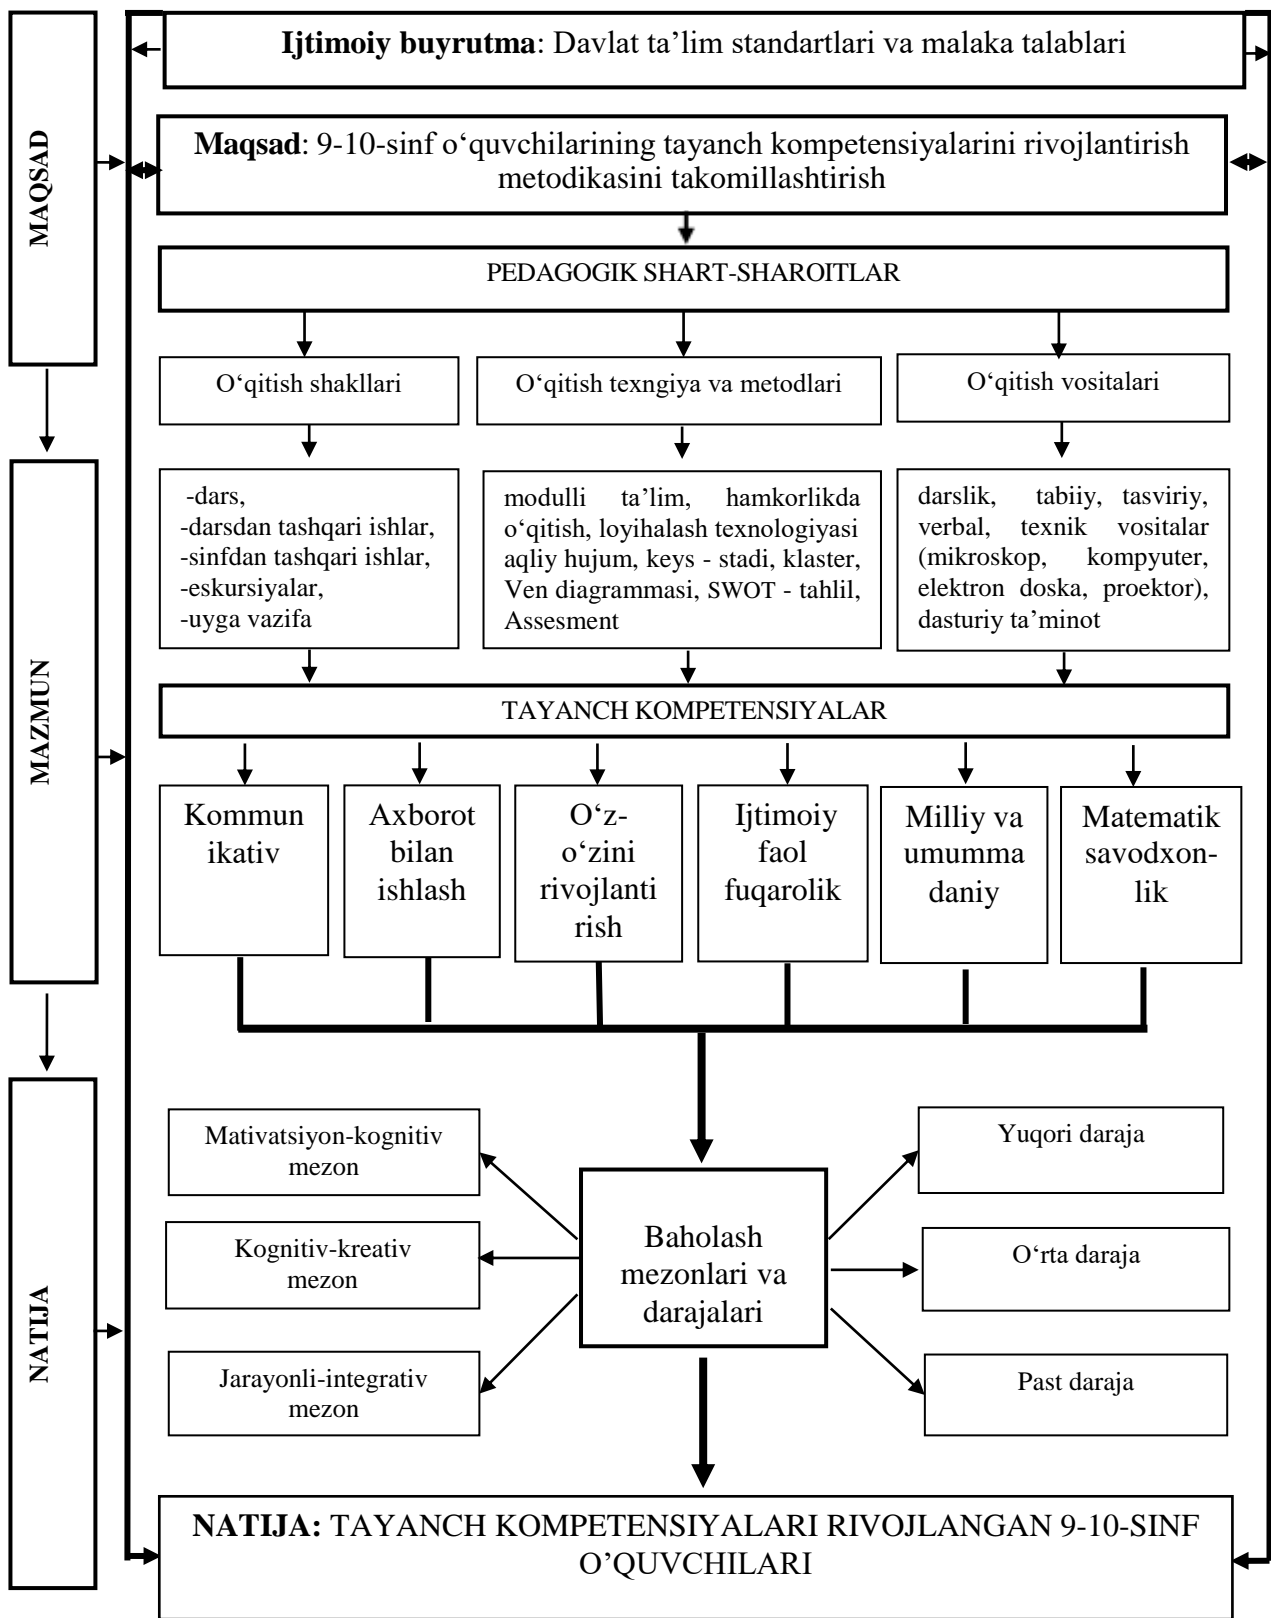 Ijtimoiy buyrutma: Davlat ta’lim standartlari va malaka talablari
MAQSAD
Maqsad: 9-10-sinf o‘quvchilarining tayanch kompetensiyalarini rivojlantirish
metodikasini takomillashtirish
PEDAGOGIK SHART-SHAROITLAR
O‘qitish shakllari
O‘qitish texngiya va metodlari
O‘qitish vositalari
-dars,
-darsdan tashqari ishlar,
-sinfdan tashqari ishlar,
-eskursiyalar,
-uyga vazifa
modulli ta’lim, hamkorlikda
o‘qitish, loyihalash texnologiyasi
aqliy hujum, keys - stadi, klaster,
Ven diagrammasi, SWOT - tahlil,
Assesment
darslik, tabiiy, tasviriy,
verbal, texnik vositalar
(mikroskop, kompyuter,
elektron doska, proektor),
dasturiy ta’minot
MAZMUN
TAYANCH KOMPETENSIYALAR
Kommun
ikativ
Axborot
bilan
ishlash
O‘z-
o‘zini
rivojlanti
rish
Ijtimoiy
faol
fuqarolik
Milliy va
umumma
daniy
Matematik
savodxon-
lik
NATIJA
Mativatsiyon-kognitiv
mezon
Kognitiv-kreativ
mezon
Jarayonli-integrativ
mezon
Baholash
mezonlari va
darajalari
Yuqori daraja
O‘rta daraja
Past daraja
NATIJA: TAYANCH KOMPETENSIYALARI RIVOJLANGAN 9-10-SINF
O’QUVCHILARI